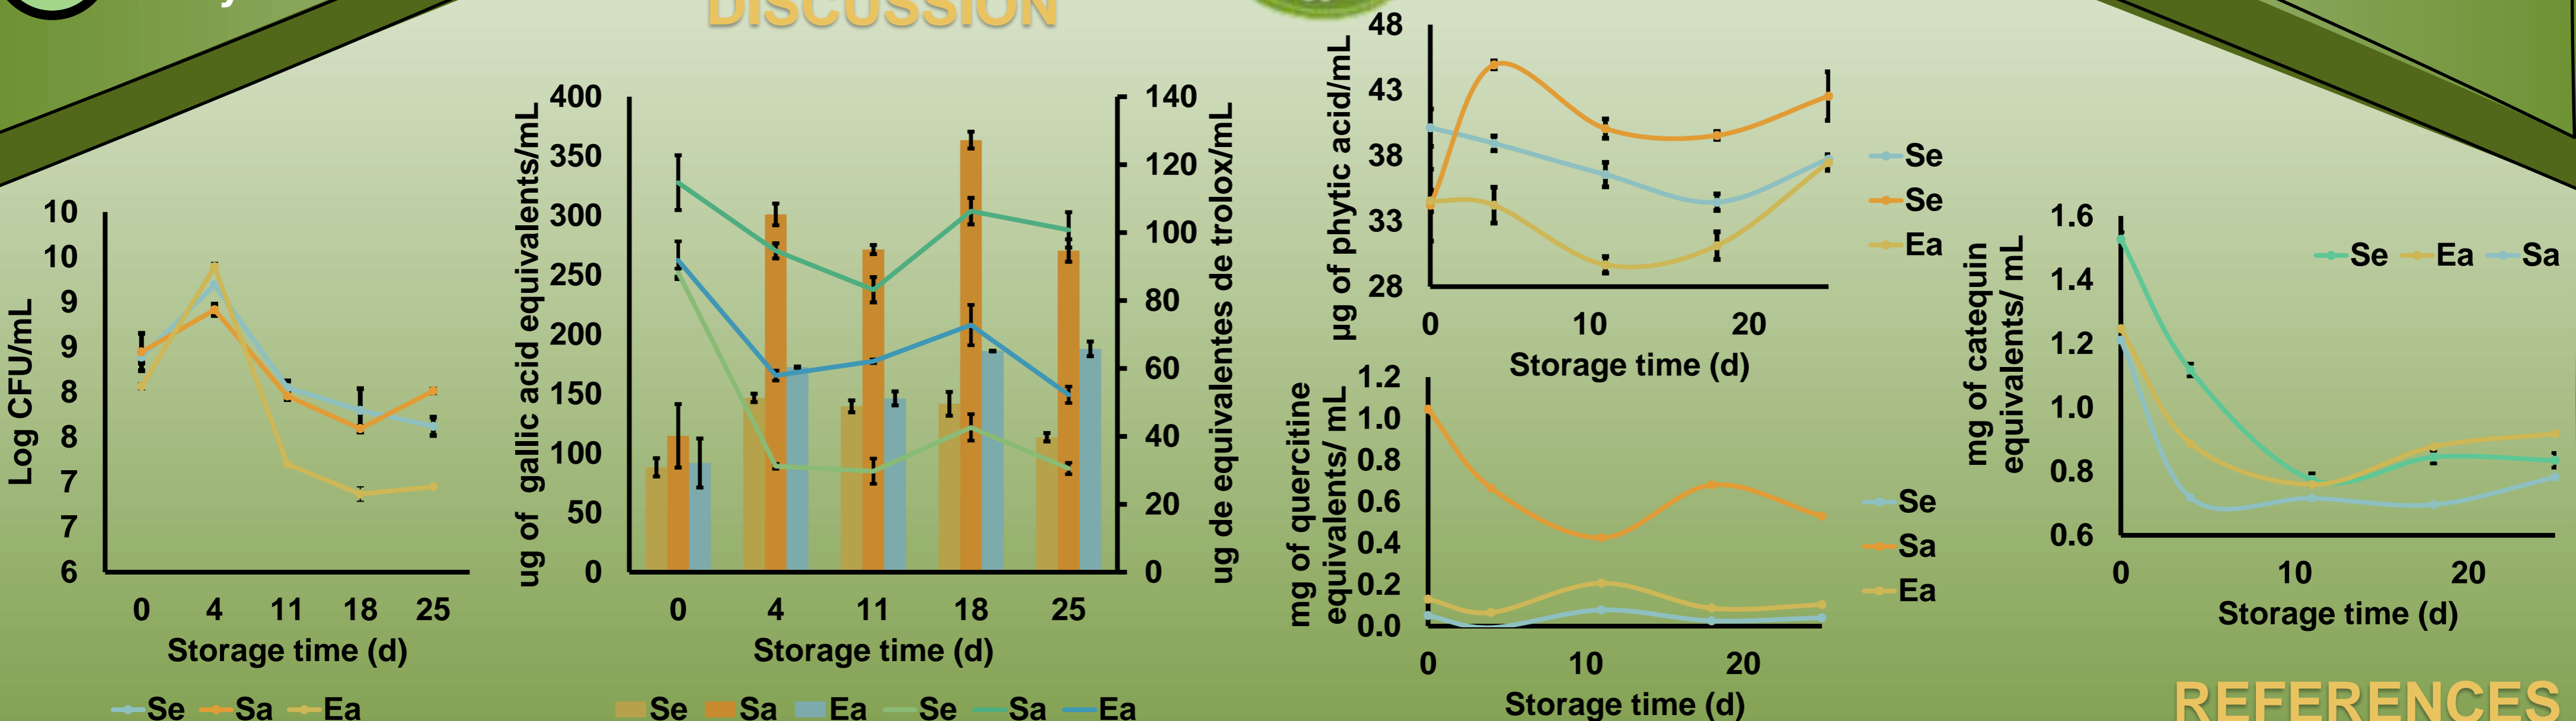 DISCUSSION
Log CFU/mL
10
10
9
9
8
8
7
7
6
0 4 11 18 25
Storage time (d)
Se Sa Ea
ug of gallic acid equivalents/mL
400
350
300
250
200
150
100
50
0
140
120
100
80
60
40
20
0
ug de equivalentes de trolox/mL
0 4 11 18 25
Storage time (d)
Se Sa Ea Se Sa Ea
µg of phytic acid/mL
48
43
38
33
28
0 10 20
Storage time (d)
Se
Se
Ea
mg of quercitine
equivalents/ mL
1.2
1.0
0.8
0.6
0.4
0.2
0.0
0 10 20
Storage time (d)
Se
Sa
Ea
mg of catequin
equivalents/ mL
1.6
1.4
1.2
1.0
0.8
0.6
0 10 20
Storage time (d)
Se Ea Sa
REFERENCES